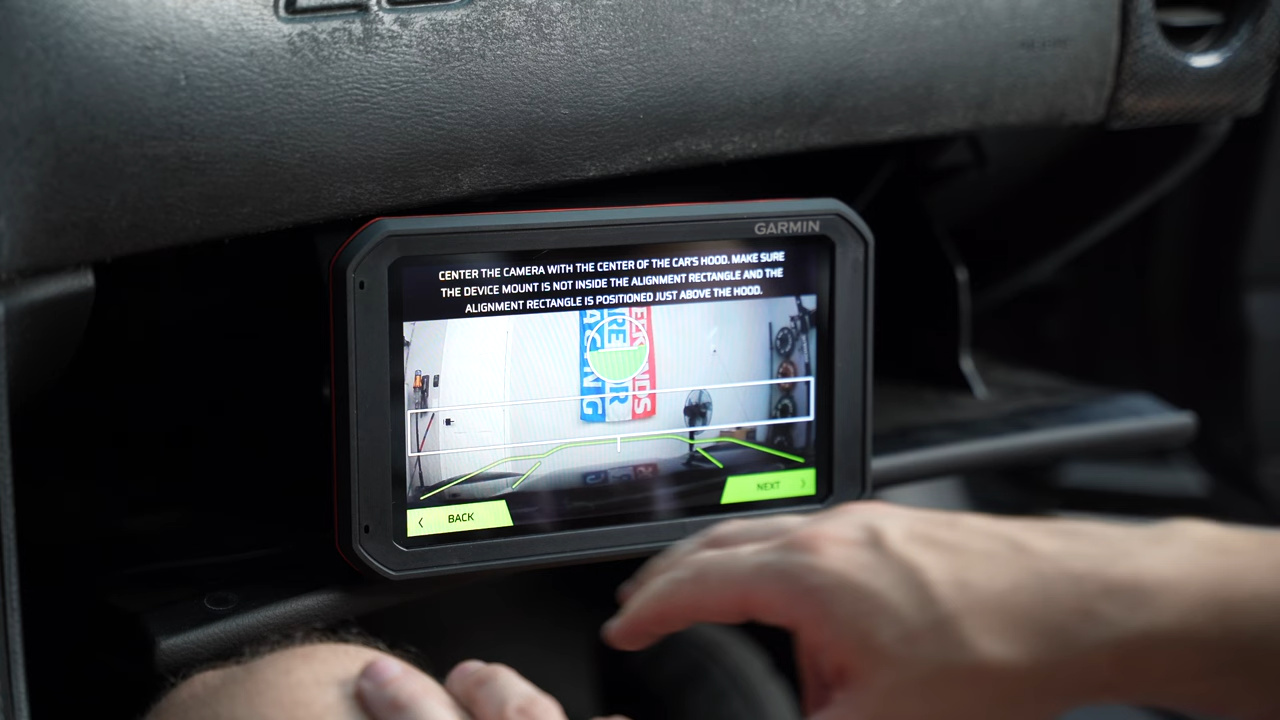 GARMIN
CENTER THE CAMERA WITH THE CENTER OF THE CAR'S HOOD. MAKE SURE
THE DEVICE MOUNT IS NOT INSIDE THE ALIGNMENT RECTANGLE AND THE
ALIGNMENT RECTANGLE IS POSITIONED JUST ABOVE THE HOOD.
NEXT
BACK